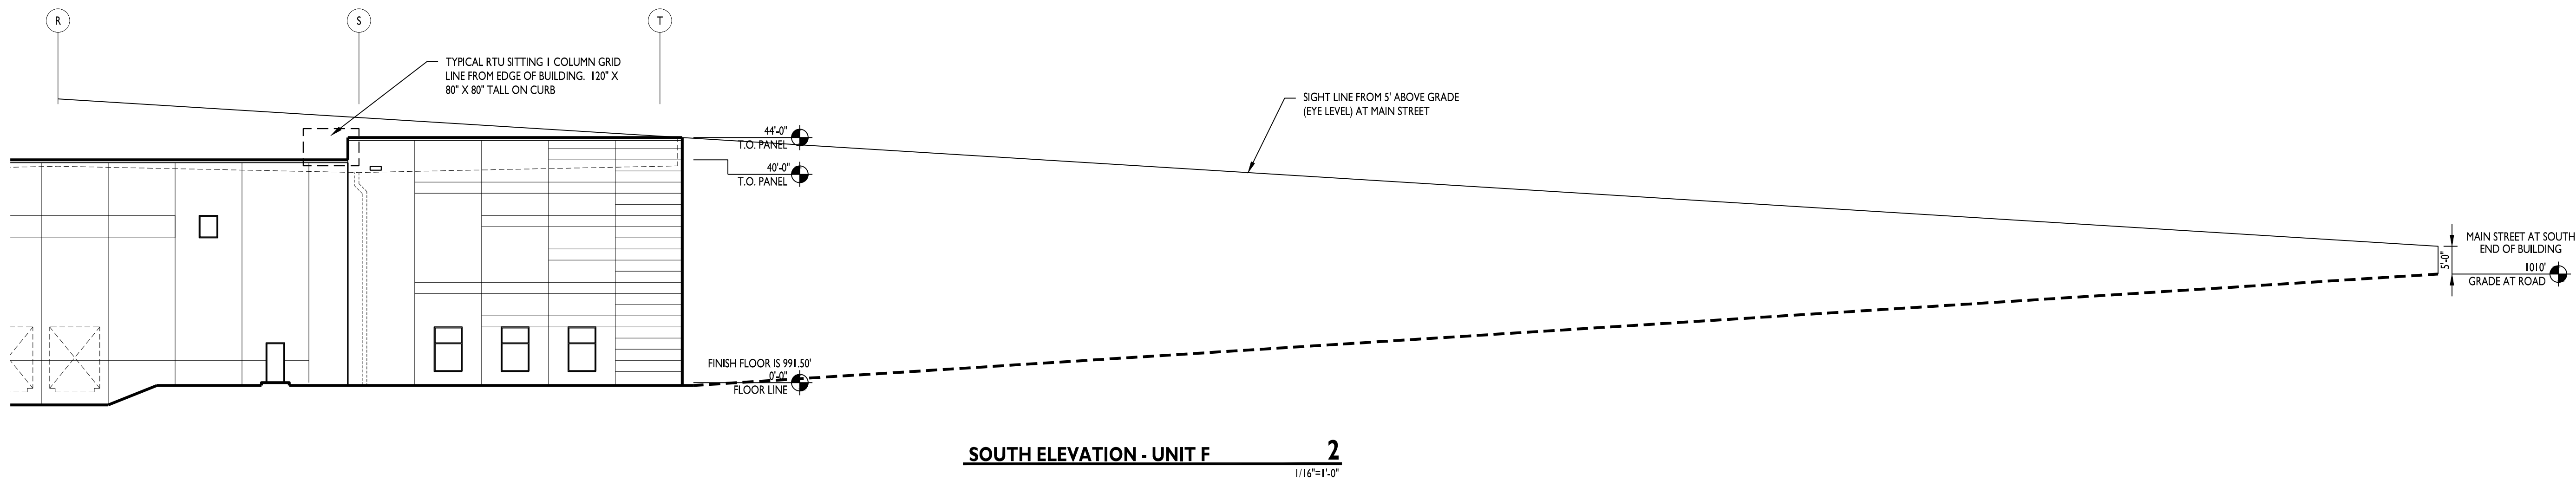 R
S
T
TYPICAL RTU SITTING 1 COLUMN GRID
LINE FROM EDGE OF BUILDING. 120" X
80" X 80" TALL ON CURB
SIGHT LINE FROM 5' ABOVE GRADE
(EYE LEVEL) AT MAIN STREET
44'-0"
T.O. PANEL
40'-0"
T.O. PANEL
MAIN STREET AT SOUTH
END OF BUILDING
5'-0"
1010'
GRADE AT ROAD
FINISH FLOOR IS 991.50'
0'-0"
FLOOR LINE
SOUTH ELEVATION - UNIT F
2
1/16"=1'-0"